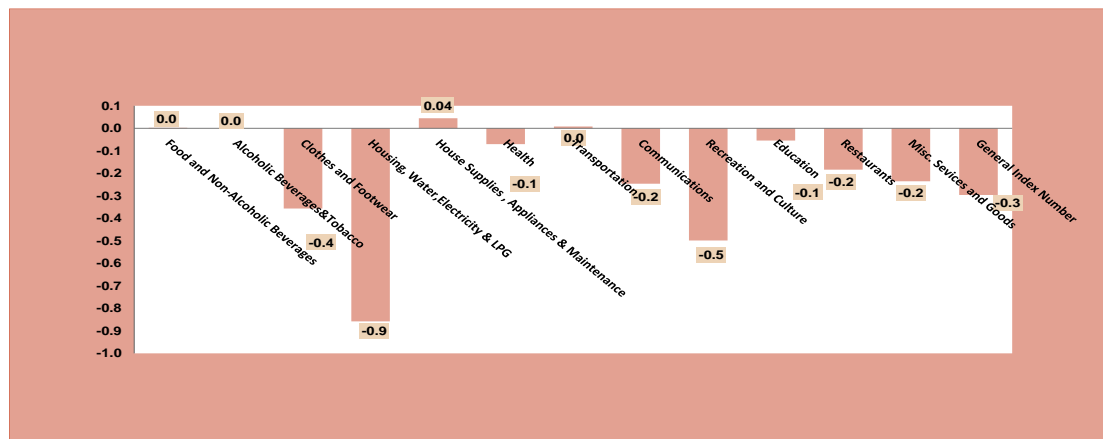 0.1
0.0
-0.1
-0.2
-0.3
-0.4
-0.5
-0.6
-0.7
-0.8
-0.9
-1.0
0.0
0.0
-0.4
-0.9
0.04
-0.1
0.0
-0.2
-0.5
-0.1
-0.2
-0.2
-0.3
Food and Non-Alcoholic Beverages
Alcoholic Beverages&Tobacco
Clothes and Footwear
Housing, Water,Electricity & LPG
House Supplies , Appliances & Maintenance
Health
Transportation
Communications
Recreation and Culture
Education
Restaurants
Misc. Sevices and Goods
General Index Number